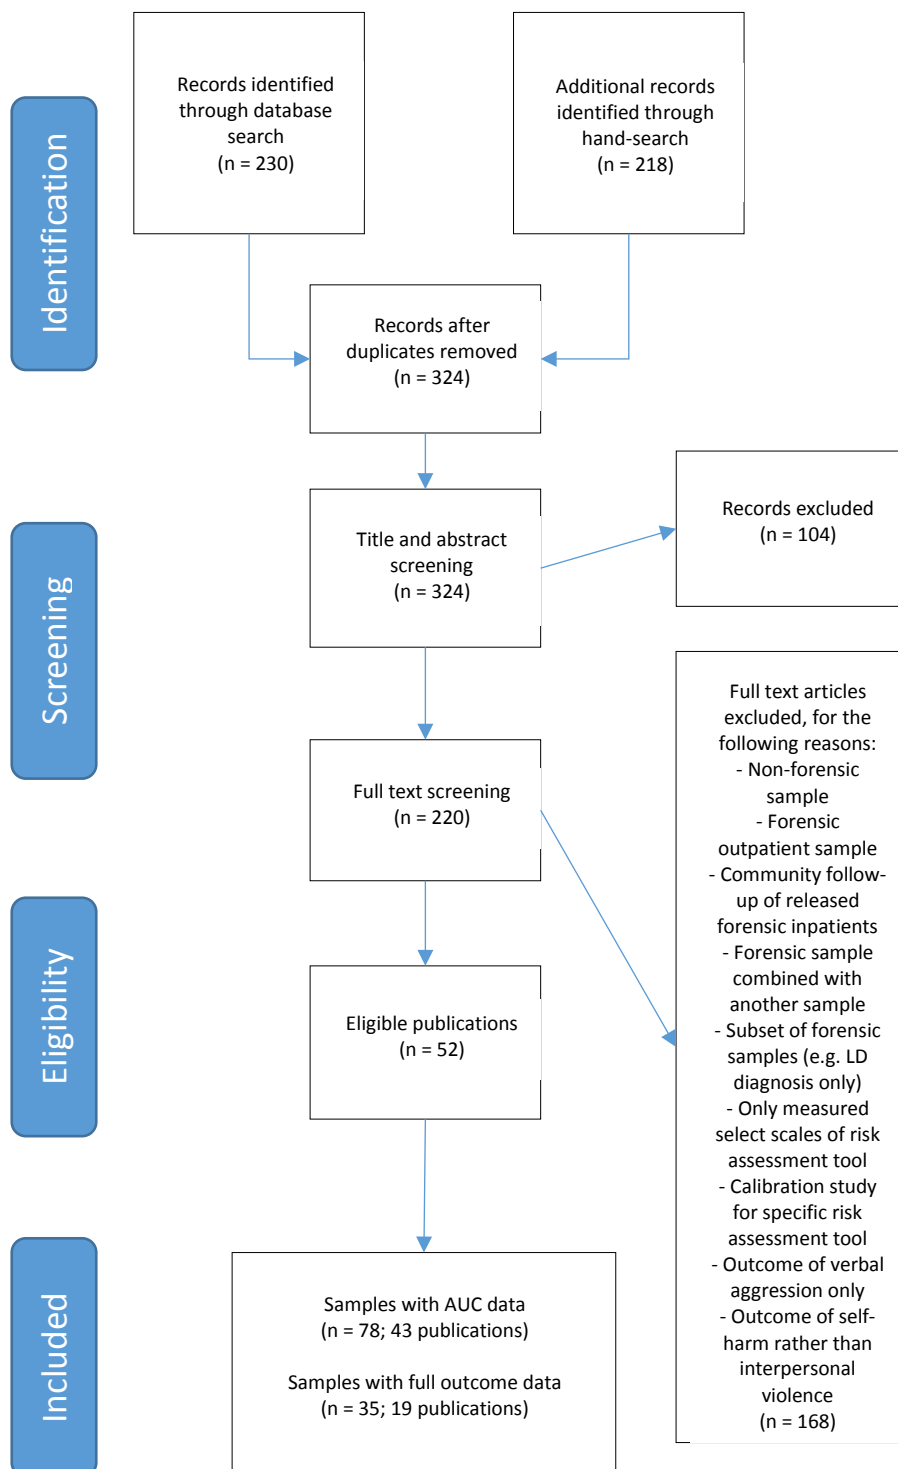 Identification
Records identified
through database
search
(n = 230)
Additional records
identified through
hand-search
(n = 218)
Records after
duplicates removed
(n = 324)
Screening
Title and abstract
screening
(n = 324)
Records excluded
(n = 104)
Full text screening
(n = 220)
Full text articles
excluded, for the
following reasons:
- Non-forensic
sample
- Forensic
outpatient sample
- Community follow-
up of released
forensic inpatients
- Forensic sample
combined with
another sample
- Subset of forensic
samples (e.g. LD
diagnosis only)
- Only measured
select scales of risk
assessment tool
- Calibration study
for specific risk
assessment tool
- Outcome of verbal
aggression only
- Outcome of self-
harm rather than
interpersonal
violence
(n = 168)
Eligibility
Eligible publications
(n = 52)
Included
Samples with AUC data
(n = 78; 43 publications)
Samples with full outcome data
(n = 35; 19 publications)